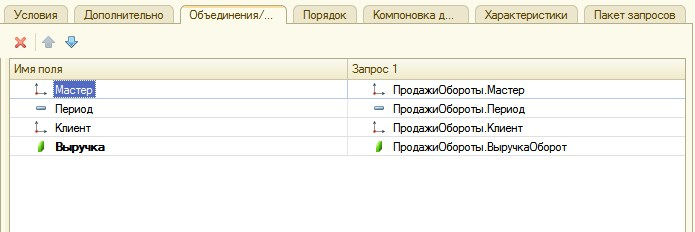 Условия Дополнительно Объединения/... Порядок Компоновка д... Характеристики Пакет запросов
Имя поля Запрос 1
Мастер ПродажиОбороты.Мастер
Период ПродажиОбороты.Период
Клиент ПродажиОбороты.Клиент
Выручка ПродажиОбороты.ВыручкаОборот